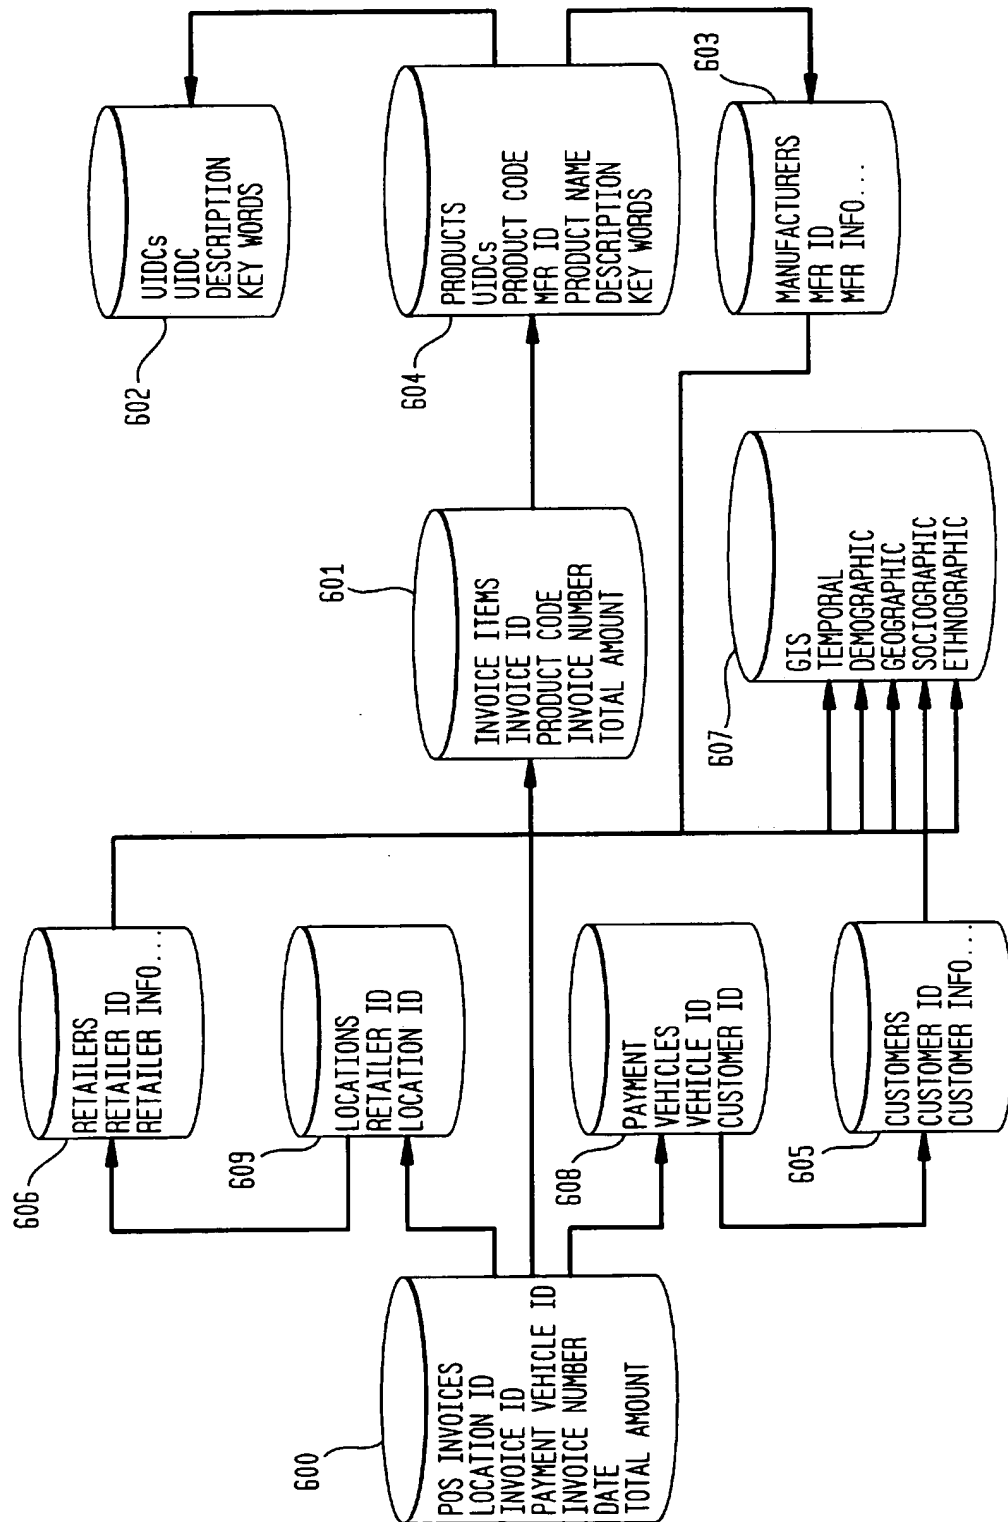 600
POS INVOICES
LOCATION ID
INVOICE ID
PAYMENT VEHICLE ID
INVOICE NUMBER
DATE
TOTAL AMOUNT
606
RETAILERS
RETAILER ID
RETAILER INFO...
609
LOCATIONS
RETAILER ID
LOCATION ID
608
PAYMENT
VEHICLES
VEHICLE ID
CUSTOMER ID
605
CUSTOMERS
CUSTOMER ID
CUSTOMER INFO...
601
INVOICE ITEMS
INVOICE ID
PRODUCT CODE
INVOICE NUMBER
TOTAL AMOUNT
607
GIS
TEMPORAL
DEMOGRAPHIC
GEOGRAPHIC
SOCIOGRAPHIC
ETHNOGRAPHIC
602
UIDCs
UIDC
DESCRIPTION
KEY WORDS
604
PRODUCTS
UIDCs
PRODUCT CODE
MFR ID
PRODUCT NAME
DESCRIPTION
KEY WORDS
603
MANUFACTURERS
MFR ID
MFR INFO...